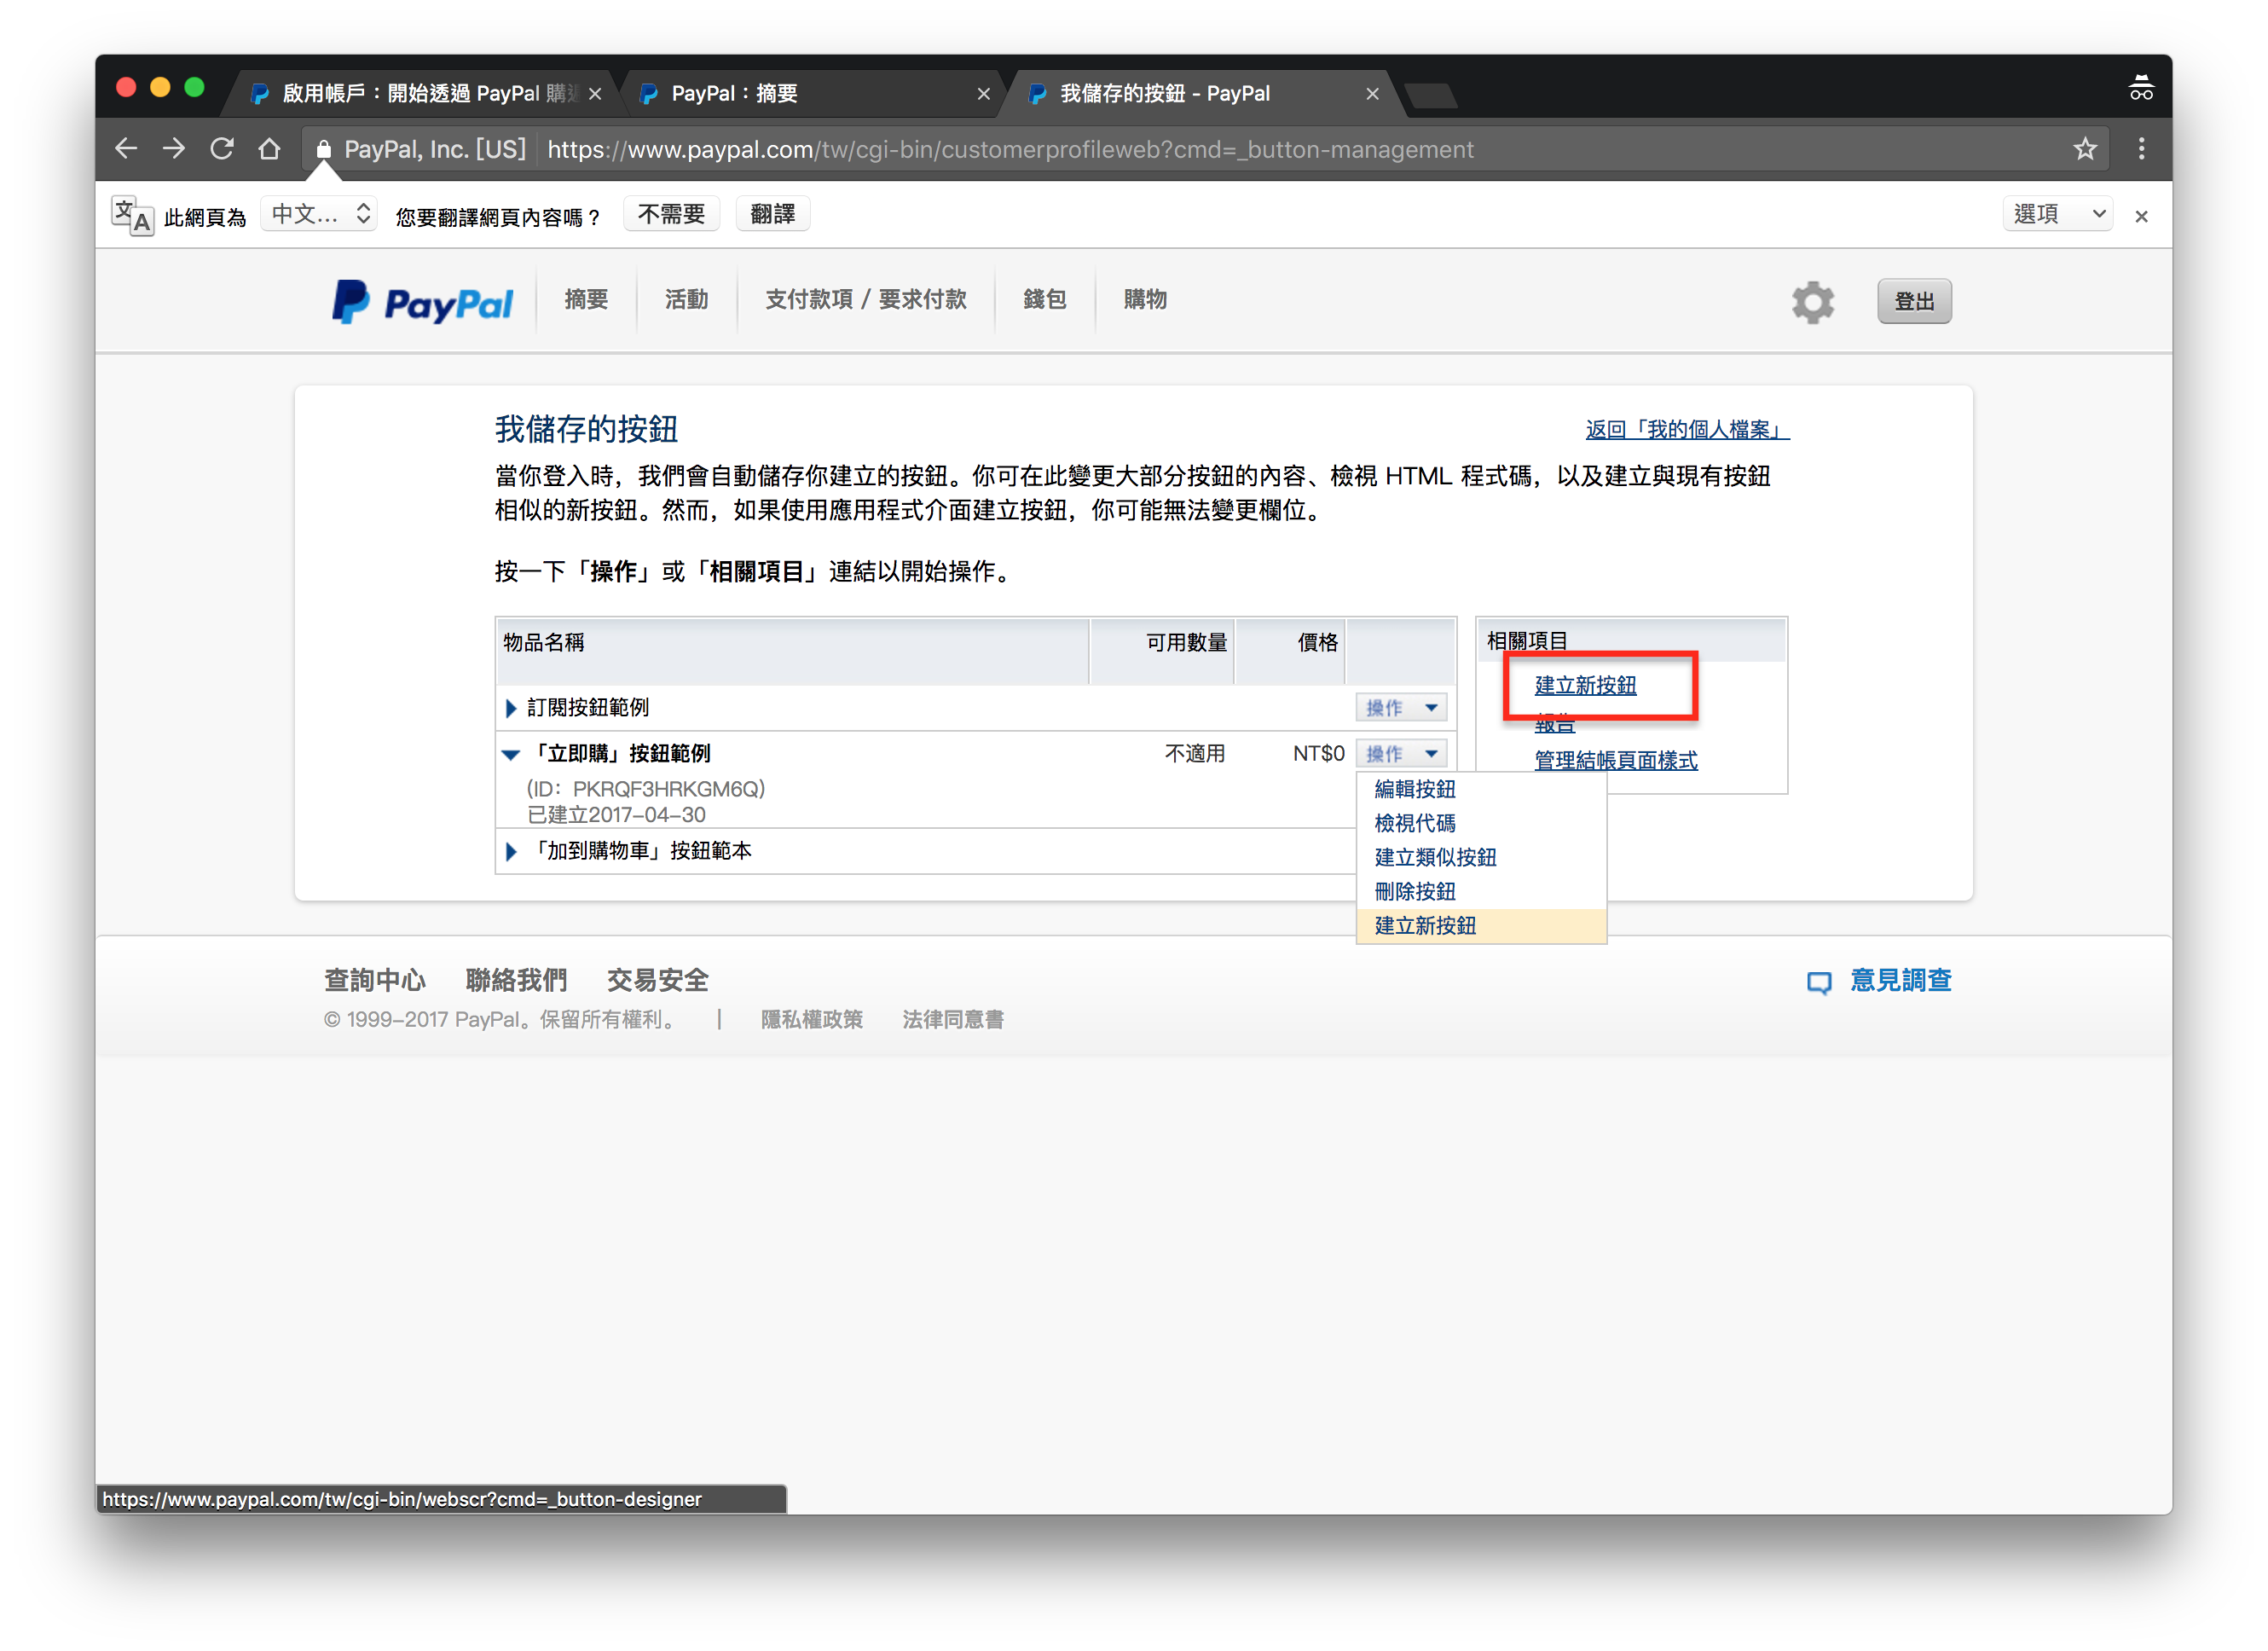 啟用帳戶：開始透過 PayPal 購
PayPal：摘要
我儲存的按鈕 - PayPal
PayPal, Inc. [US] https://www.paypal.com/tw/cgi-bin/customerprofileweb?cmd=_button-management
文A 此網頁為 中文... 您要翻譯網頁內容嗎？ 不需要 翻譯 選項
PayPal 摘要 活動 支付款項 / 要求付款 錢包 購物 登出
我儲存的按鈕
返回「我的個人檔案」
當你登入時，我們會自動儲存你建立的按鈕。你可在此變更大部分按鈕的內容、檢視 HTML 程式碼，以及建立與現有按鈕
相似的新按鈕。然而，如果使用應用程式介面建立按鈕，你可能無法變更欄位。
按一下「操作」或「相關項目」連結以開始操作。
物品名稱 可用數量 價格
訂閱按鈕範例 操作
「立即購」按鈕範例 不適用 NT$0 操作
(ID：PKRQF3HRKGM6Q)
已建立2017-04-30
「加到購物車」按鈕範本
編輯按鈕
檢視代碼
建立類似按鈕
刪除按鈕
建立新按鈕
相關項目
建立新按鈕
報告
管理結帳頁面樣式
查詢中心 聯絡我們 交易安全
意見調查
© 1999-2017 PayPal。保留所有權利。 | 隱私權政策 法律同意書
https://www.paypal.com/tw/cgi-bin/webscr?cmd=_button-designer